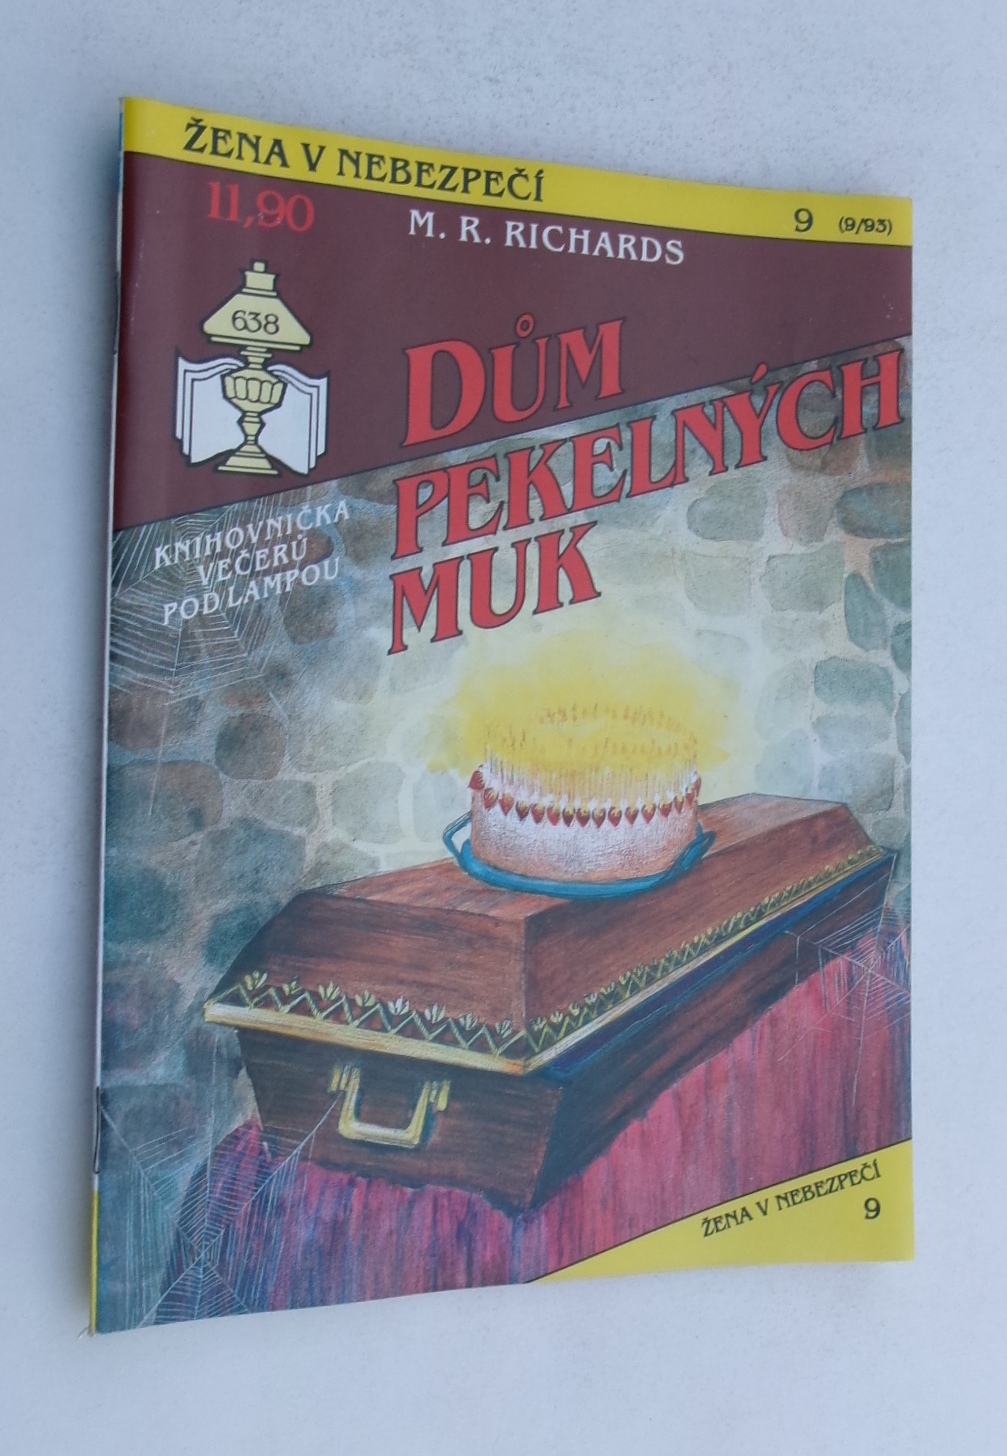 ŽENA V NEBEZPEČÍ
9 (9/93)
11,90
M. R. RICHARDS
638
DŮM
PEKELNÝCH
MUK
KNIHOVNIČKA
VEČERŮ
POD LAMPOU
ŽENA V NEBEZPEČÍ
9